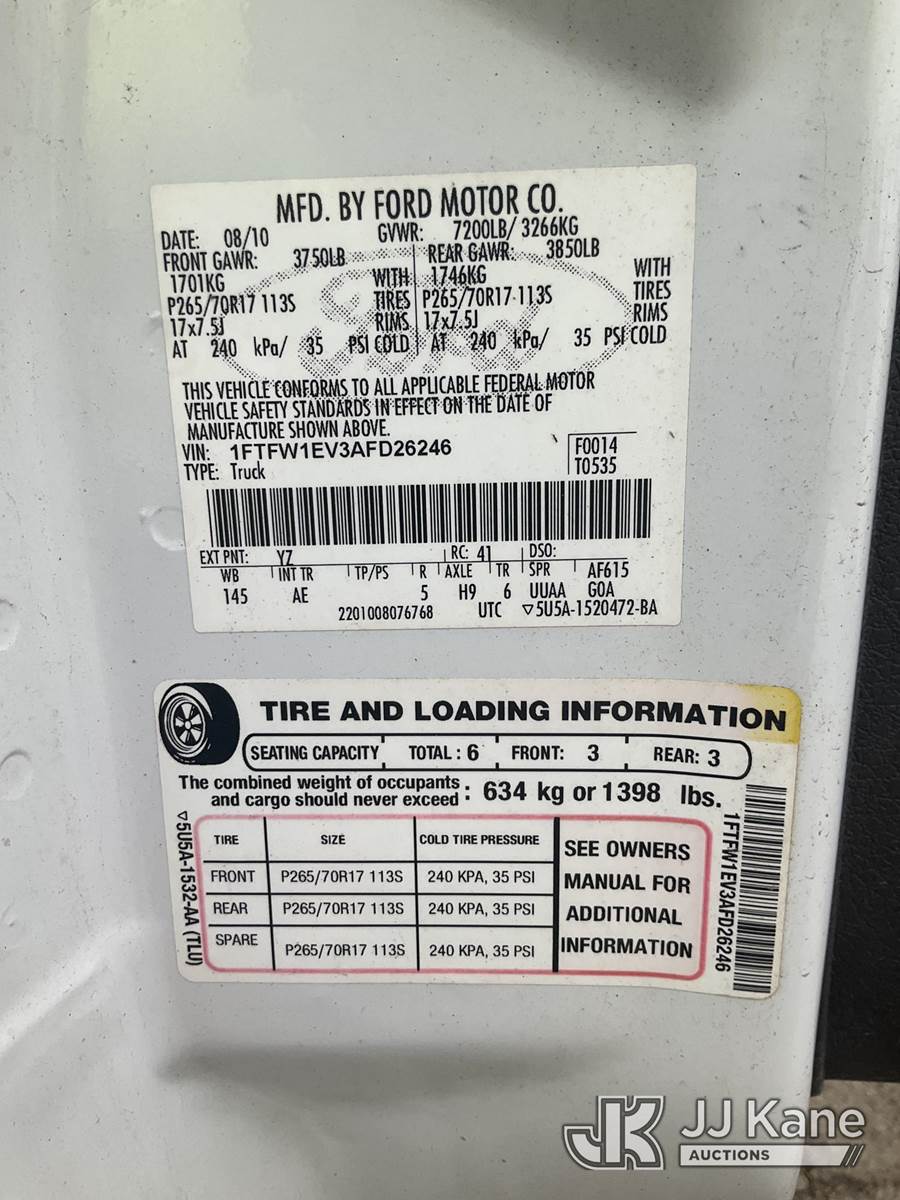 MFD. BY FORD MOTOR CO.
DATE: 08/10 GVWR: 7200LB/ 3266KG
FRONT GAWR: 3750LB REAR GAWR: 3850LB
1701KG WITH 1746KG WITH
P265/70R17 113S TIRES P265/70R17 113S TIRES
17x7.5J RIMS 17x7.5J RIMS
AT 240 kPa/ 35 PSI COLD AT 240 kPa/ 35 PSI COLD
THIS VEHICLE CONFORMS TO ALL APPLICABLE FEDERAL MOTOR
VEHICLE SAFETY STANDARDS IN EFFECT ON THE DATE OF
MANUFACTURE SHOWN ABOVE.
VIN: 1FTFW1EV3AFD26246 F0014
TYPE: Truck T0535
EXT PNT: YZ RC: 41 DSO:
WB INT TR TP/PS R AXLE TR SPR AF615
145 AE 5 H9 6 UUAA GOA
2201008076768 UTC ▽5U5A-1520472-BA
TIRE AND LOADING INFORMATION
SEATING CAPACITY TOTAL : 6 FRONT: 3 REAR: 3
The combined weight of occupants
and cargo should never exceed : 634 kg or 1398 lbs.
TIRE SIZE COLD TIRE PRESSURE
FRONT P265/70R17 113S 240 KPA, 35 PSI
REAR P265/70R17 113S 240 KPA, 35 PSI
SPARE P265/70R17 113S 240 KPA, 35 PSI
SEE OWNERS
MANUAL FOR
ADDITIONAL
INFORMATION
▽5U5A-1532-AA (TLU)
1FTFW1EV3AFD26246
JK JJ Kane
AUCTIONS